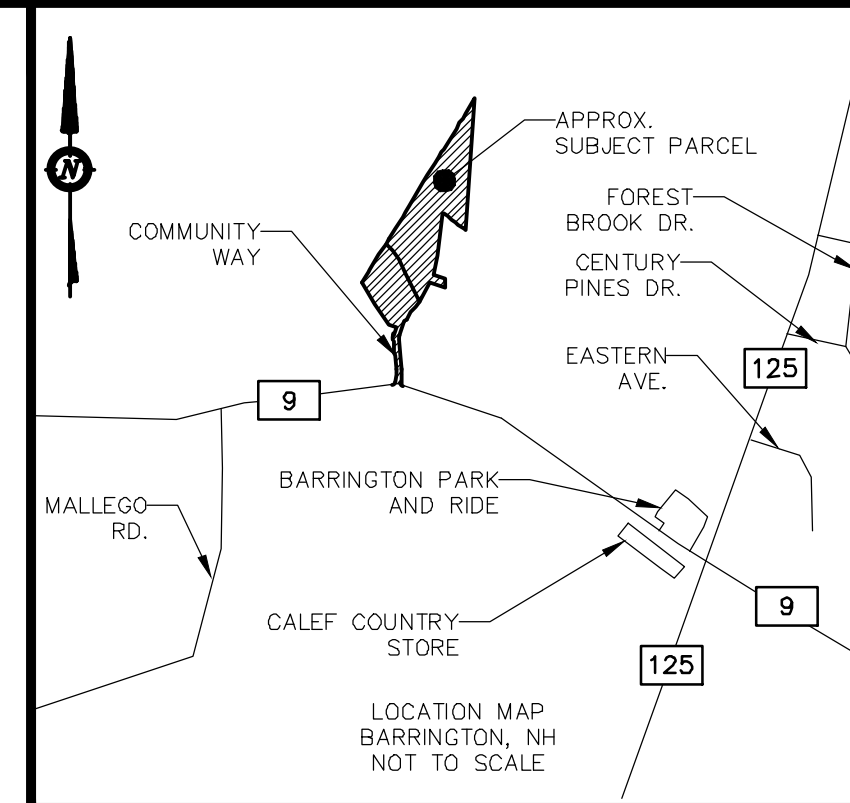 N
APPROX.
SUBJECT PARCEL
FOREST
BROOK DR.
COMMUNITY
WAY
CENTURY
PINES DR.
EASTERN
AVE.
125
9
BARRINGTON PARK
AND RIDE
MALLEGO
RD.
CALEF COUNTRY
STORE
9
125
LOCATION MAP
BARRINGTON, NH
NOT TO SCALE